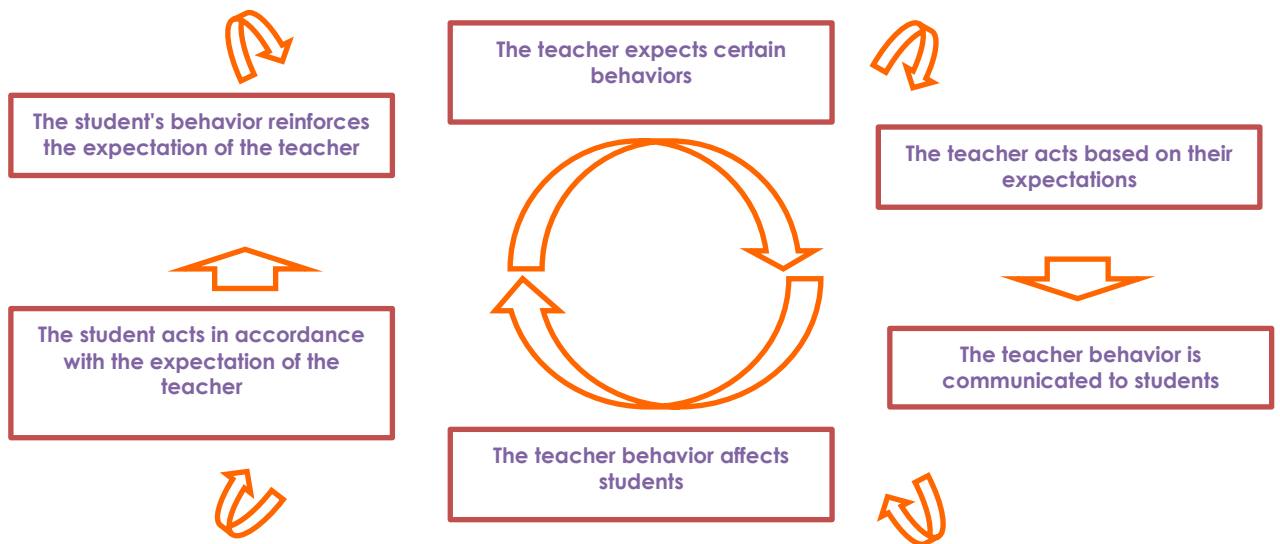 The teacher expects certain
behaviors
The teacher acts based on their
expectations
The teacher behavior is
communicated to students
The teacher behavior affects
students
The student acts in accordance
with the expectation of the
teacher
The student's behavior reinforces
the expectation of the teacher